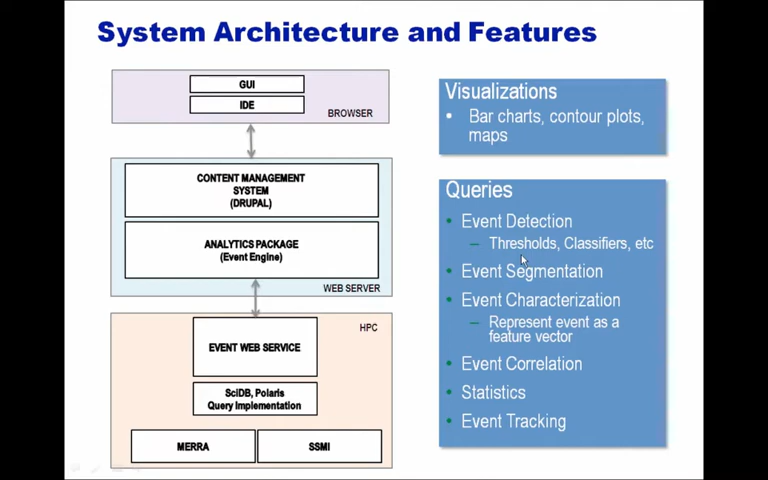 System Architecture and Features
GUI
IDE
BROWSER
CONTENT MANAGEMENT
SYSTEM
(DRUPAL)
ANALYTICS PACKAGE
(Event Engine)
WEB SERVER
HPC
EVENT WEB SERVICE
SciDB, Polaris
Query Implementation
MERRA
SSMI
Visualizations
• Bar charts, contour plots,
maps
Queries
• Event Detection
– Thresholds, Classifiers, etc
• Event Segmentation
• Event Characterization
– Represent event as a
feature vector
• Event Correlation
• Statistics
• Event Tracking